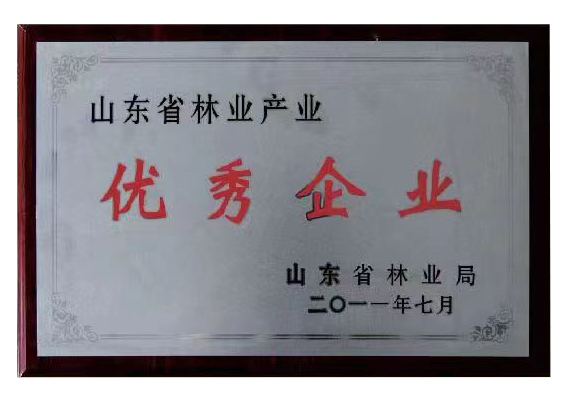 山东省林业产业
优秀企业
山东省林业局
二〇一一年七月